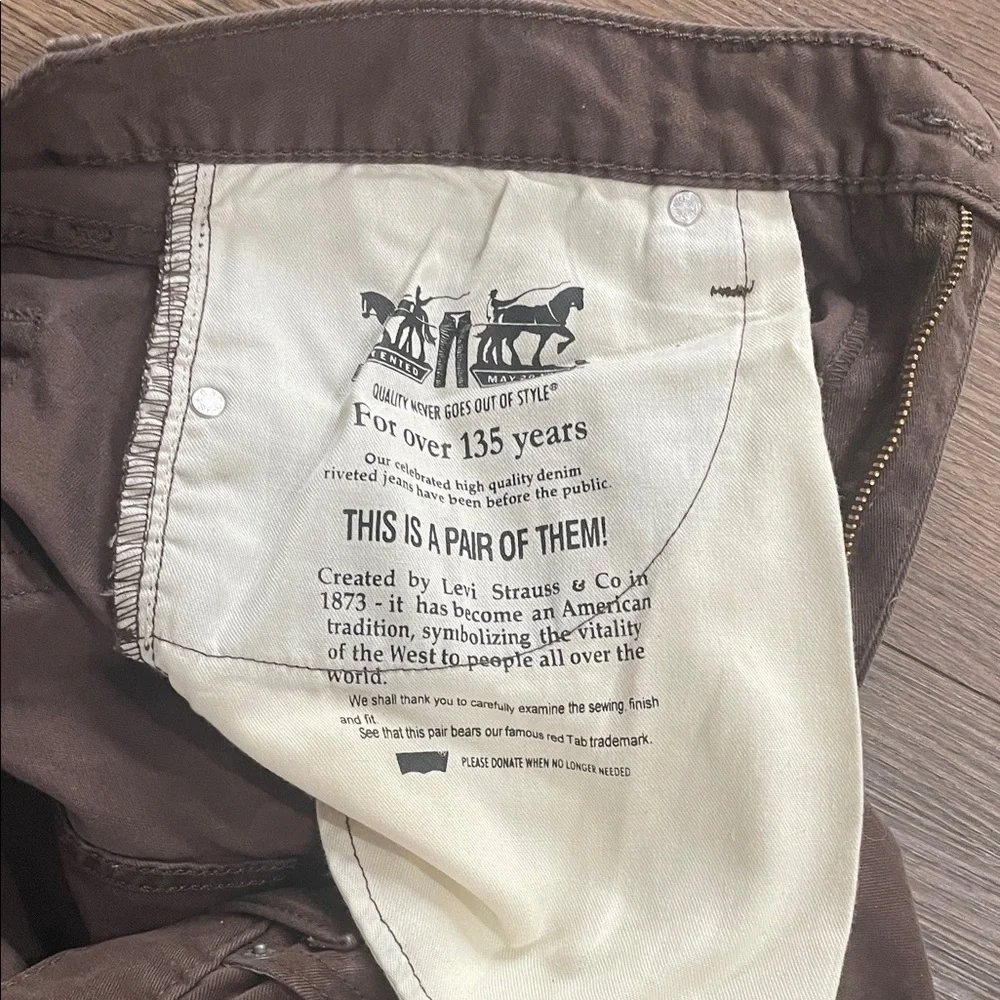 ENTED
MAY 20
QUALITY NEVER GOES OUT OF STYLE®
For over 135 years
Our celebrated high quality denim
riveted jeans have been before the public.
THIS IS A PAIR OF THEM!
Created by Levi Strauss & Co in
1873 - it has become an American
tradition, symbolizing the vitality
of the West to people all over the
world.
We shall thank you to carefully examine the sewing, finish
and fit.
See that this pair bears our famous red Tab trademark.
PLEASE DONATE WHEN NO LONGER NEEDED